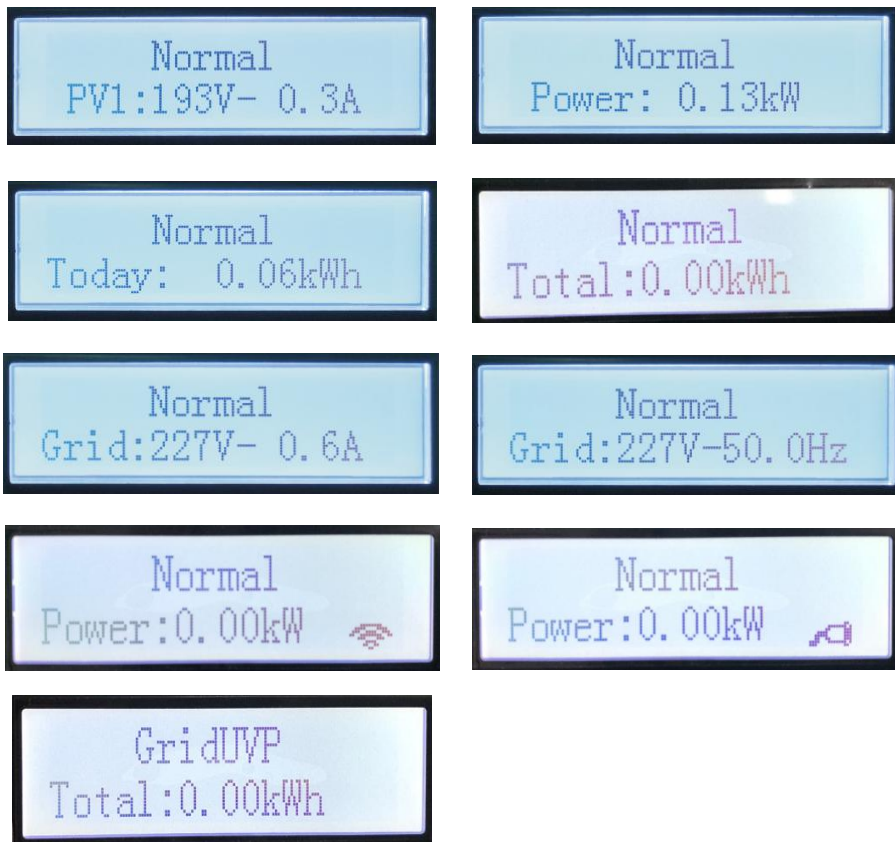 Normal
PV1:193V- 0.3A
Normal
Power: 0.13kW
Normal
Today: 0.06kWh
Normal
Total:0.00kWh
Normal
Grid:227V- 0.6A
Normal
Grid:227V-50.0Hz
Normal
Power:0.00kW
Normal
Power:0.00kW
GridUVP
Total:0.00kWh